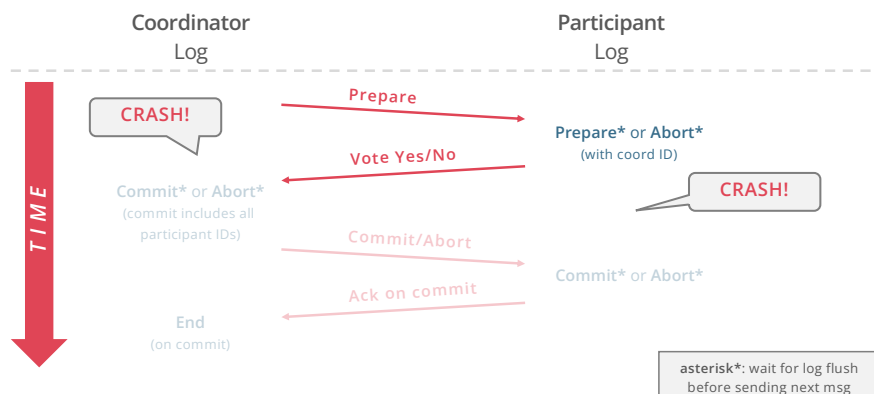 Coordinator
Log
Participant
Log
TIME
CRASH!
Prepare
Prepare* or Abort*
(with coord ID)
Vote Yes/No
Commit* or Abort*
(commit includes all
participant IDs)
CRASH!
Commit/Abort
Commit* or Abort*
Ack on commit
End
(on commit)
asterisk*: wait for log flush
before sending next msg